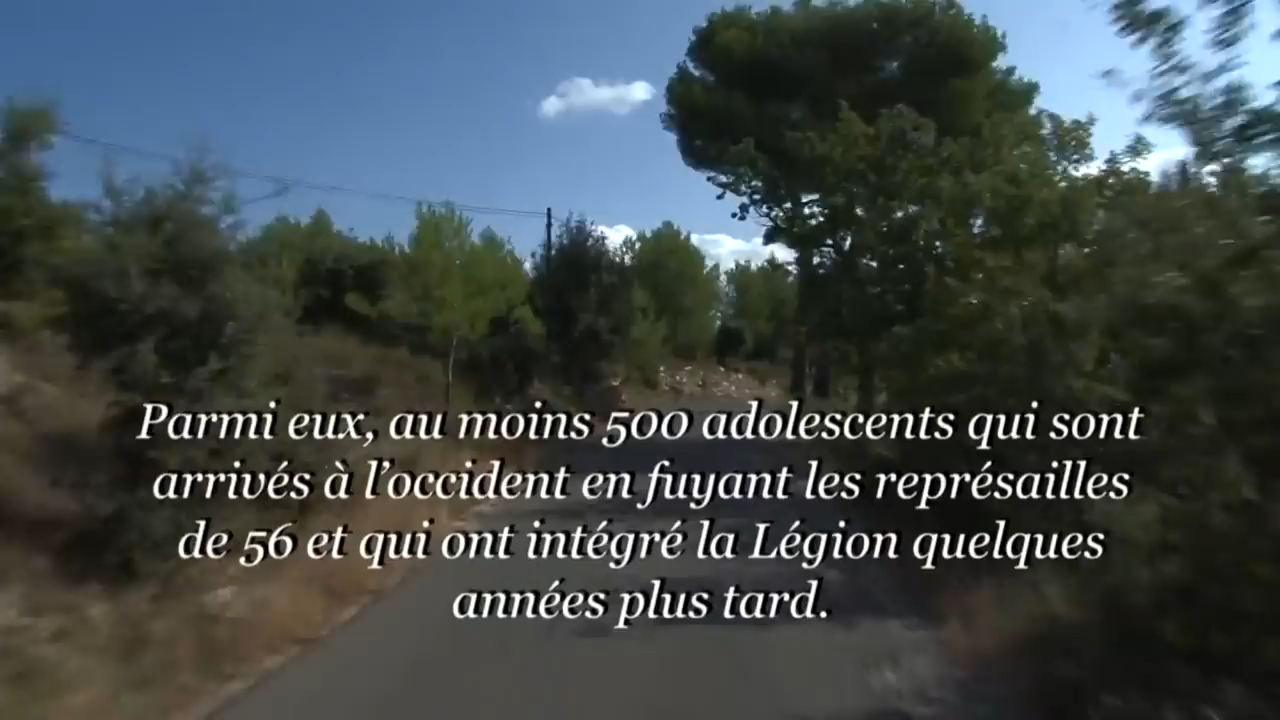 Parmi eux, au moins 500 adolescents qui sont
arrivés à l’occident en fuyant les représailles
de 56 et qui ont intégré la Légion quelques
années plus tard.